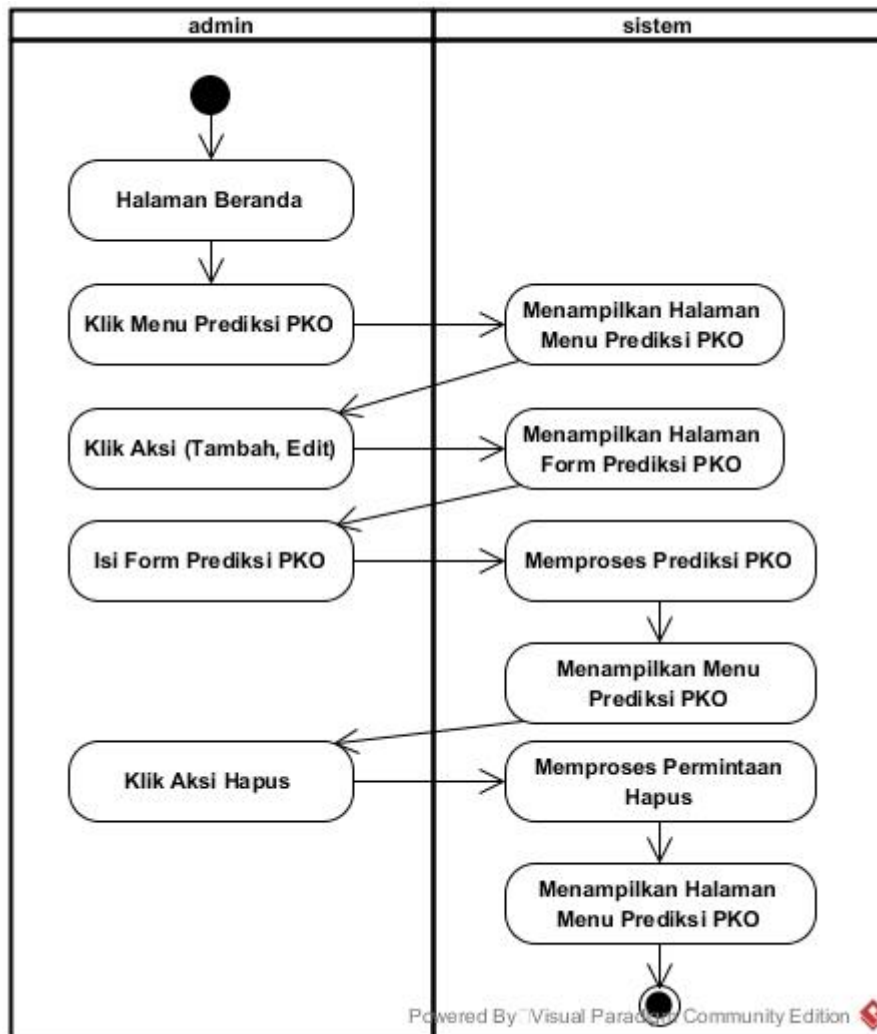 admin
sistem
Halaman Beranda
Klik Menu Prediksi PKO
Menampilkan Halaman
Menu Prediksi PKO
Klik Aksi (Tambah, Edit)
Menampilkan Halaman
Form Prediksi PKO
Isi Form Prediksi PKO
Memproses Prediksi PKO
Menampilkan Menu
Prediksi PKO
Klik Aksi Hapus
Memproses Permintaan
Hapus
Menampilkan Halaman
Menu Prediksi PKO
Powered By Visual Paradigm Community Edition